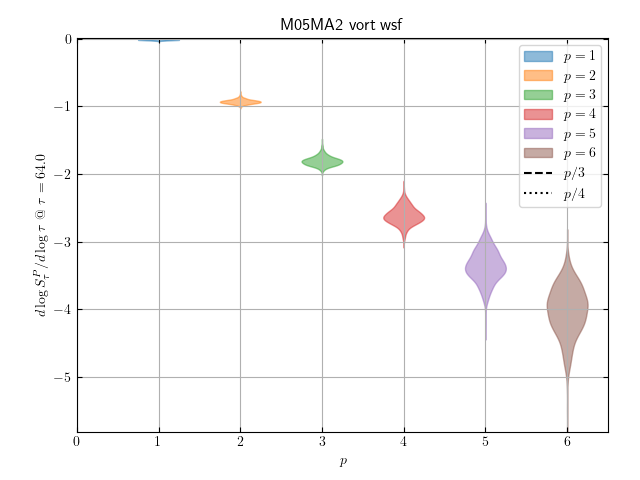 M05MA2 vort wsf
d log S_τ^P / d log τ @ τ = 64.0
0
−1
−2
−3
−4
−5
0 1 2 3 4 5 6
p
p = 1
p = 2
p = 3
p = 4
p = 5
p = 6
p/3
p/4